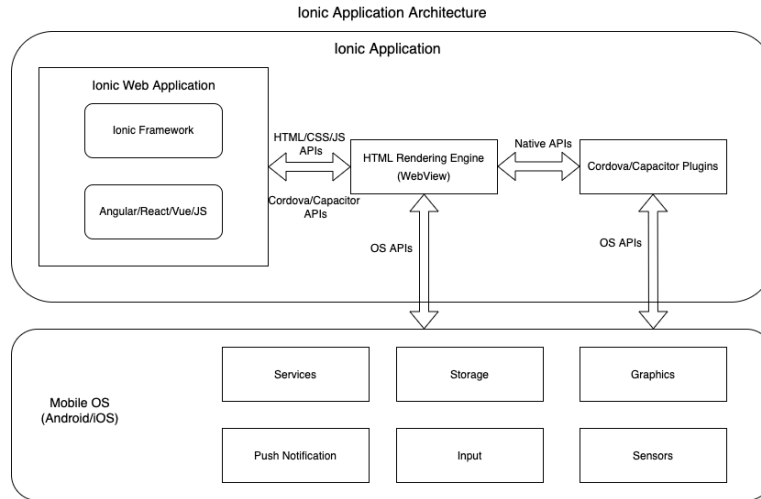 Ionic Application Architecture
Ionic Application
Ionic Web Application
Ionic Framework
Angular/React/Vue/JS
HTML/CSS/JS
APIs
Cordova/Capacitor
APIs
HTML Rendering Engine
(WebView)
Native APIs
Cordova/Capacitor Plugins
OS APIs
OS APIs
Mobile OS
(Android/iOS)
Services
Storage
Graphics
Push Notification
Input
Sensors